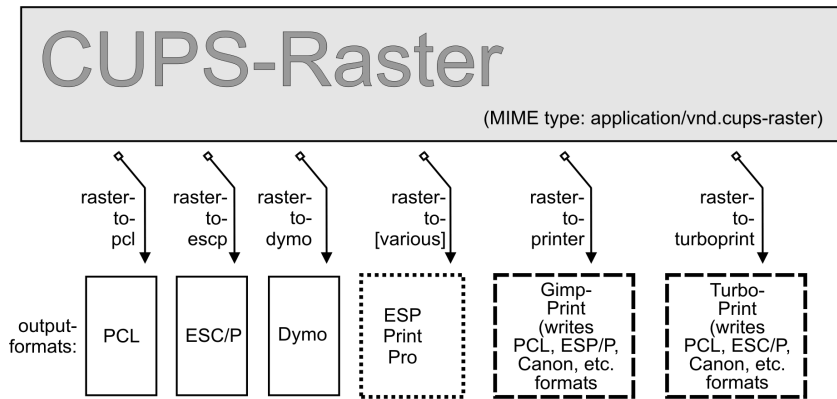 CUPS-Raster
(MIME type: application/vnd.cups-raster)
raster-
to-
pcl
raster-
to-
escp
raster-
to-
dymo
raster-
to-
[various]
raster-
to-
printer
raster-
to-
turboprint
output-
formats:
PCL
ESC/P
Dymo
ESP
Print
Pro
Gimp-
Print
(writes
PCL, ESP/P,
Canon, etc.
formats
Turbo-
Print
(writes
PCL, ESC/P,
Canon, etc.
formats